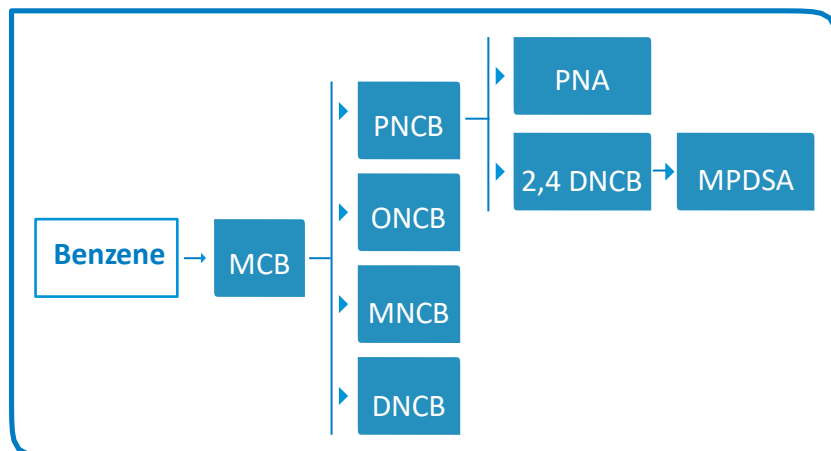 Benzene
MCB
PNCB
ONCB
MNCB
DNCB
PNA
2,4 DNCB
MPDSA